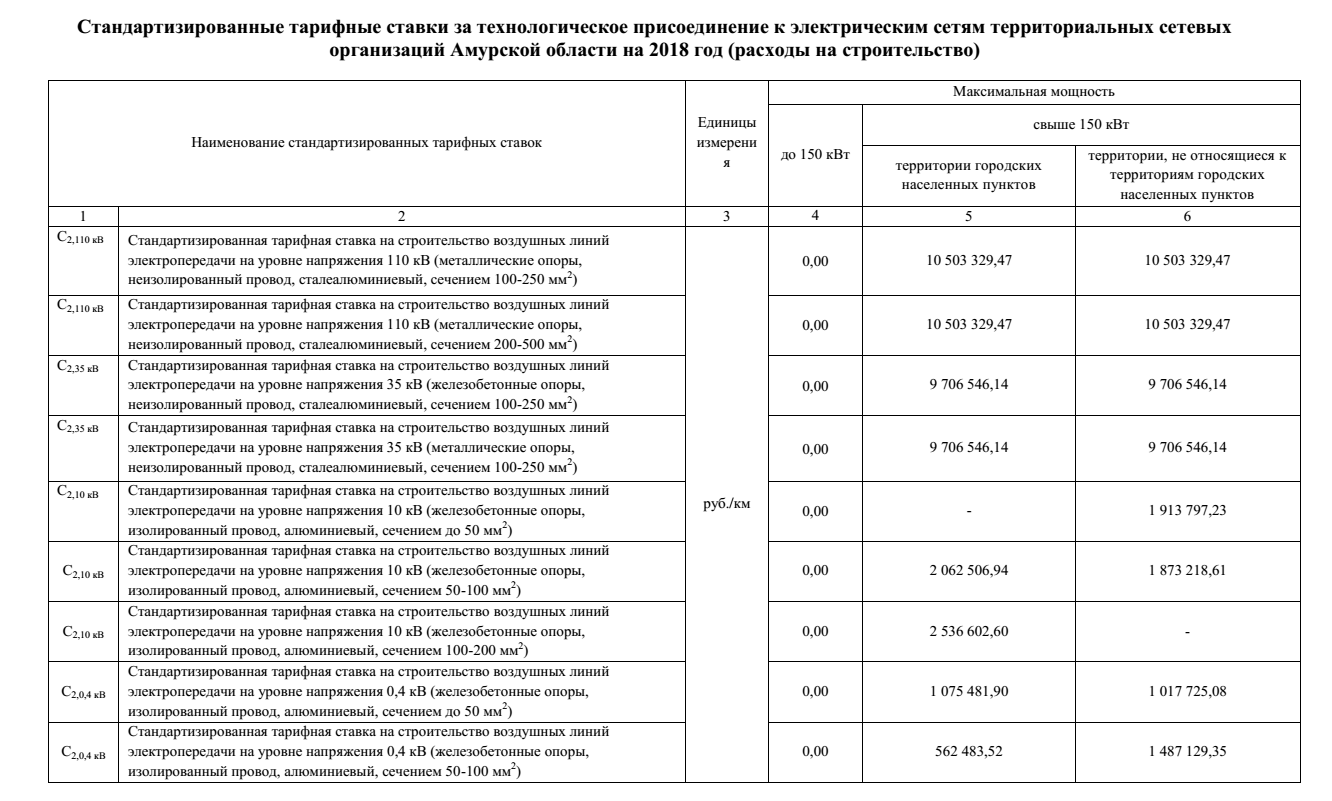 Стандартизированные тарифные ставки за технологическое присоединение к электрическим сетям территориальных сетевых
организаций Амурской области на 2018 год (расходы на строительство)
Наименование стандартизированных тарифных ставок
Единицы
измерени
я
Максимальная мощность
до 150 кВт
свыше 150 кВт
территории городских
населенных пунктов
территории, не относящиеся к
территориям городских
населенных пунктов
1
2
3
4
5
6
С2,110 кВ
Стандартизированная тарифная ставка на строительство воздушных линий
электропередачи на уровне напряжения 110 кВ (металлические опоры,
неизолированный провод, сталеалюминиевый, сечением 100-250 мм2)
руб./км
0,00
10 503 329,47
10 503 329,47
С2,110 кВ
Стандартизированная тарифная ставка на строительство воздушных линий
электропередачи на уровне напряжения 110 кВ (металлические опоры,
неизолированный провод, сталеалюминиевый, сечением 200-500 мм2)
0,00
10 503 329,47
10 503 329,47
С2,35 кВ
Стандартизированная тарифная ставка на строительство воздушных линий
электропередачи на уровне напряжения 35 кВ (железобетонные опоры,
неизолированный провод, сталеалюминиевый, сечением 100-250 мм2)
0,00
9 706 546,14
9 706 546,14
С2,35 кВ
Стандартизированная тарифная ставка на строительство воздушных линий
электропередачи на уровне напряжения 35 кВ (металлические опоры,
неизолированный провод, сталеалюминиевый, сечением 100-250 мм2)
0,00
9 706 546,14
9 706 546,14
С2,10 кВ
Стандартизированная тарифная ставка на строительство воздушных линий
электропередачи на уровне напряжения 10 кВ (железобетонные опоры,
изолированный провод, алюминиевый, сечением до 50 мм2)
0,00
-
1 913 797,23
С2,10 кВ
Стандартизированная тарифная ставка на строительство воздушных линий
электропередачи на уровне напряжения 10 кВ (железобетонные опоры,
изолированный провод, алюминиевый, сечением 50-100 мм2)
0,00
2 062 506,94
1 873 218,61
С2,10 кВ
Стандартизированная тарифная ставка на строительство воздушных линий
электропередачи на уровне напряжения 10 кВ (железобетонные опоры,
изолированный провод, алюминиевый, сечением 100-200 мм2)
0,00
2 536 602,60
-
С2,0,4 кВ
Стандартизированная тарифная ставка на строительство воздушных линий
электропередачи на уровне напряжения 0,4 кВ (железобетонные опоры,
изолированный провод, алюминиевый, сечением до 50 мм2)
0,00
1 075 481,90
1 017 725,08
С2,0,4 кВ
Стандартизированная тарифная ставка на строительство воздушных линий
электропередачи на уровне напряжения 0,4 кВ (железобетонные опоры,
изолированный провод, алюминиевый, сечением 50-100 мм2)
0,00
562 483,52
1 487 129,35